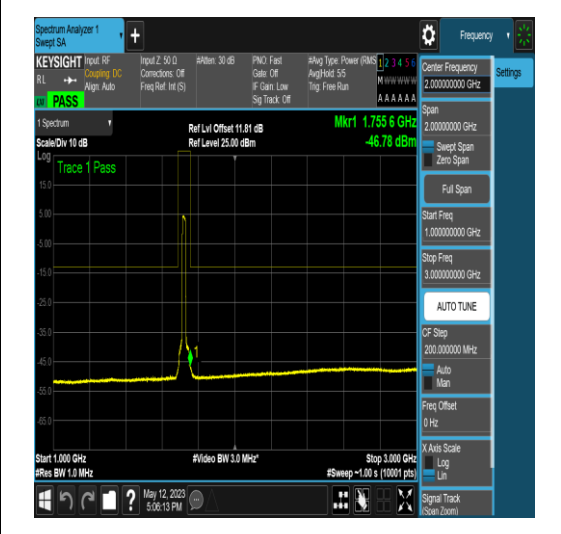 Spectrum Analyzer 1
Swept SA
Frequency
KEYSIGHT
RL
PASS
Input: RF
Coupling: DC
Align: Auto
Input Z: 50 Ω
Corrections: Off
Freq Ref: Int (S)
#Atten: 30 dB
PNO: Fast
Gate: Off
IF Gain: Low
Sig Track: Off
#Avg Type: Power (RMS
Avg|Hold: 5/5
Trig: Free Run
1 2 3 4 5 6
M W W W W W
A A A A A A
1 Spectrum
Scale/Div 10 dB
Ref Lvl Offset 11.81 dB
Ref Level 25.00 dBm
Mkr1 1.755 6 GHz
-46.78 dBm
Log
Trace 1 Pass
15.0
5.00
-5.00
-15.0
-25.0
-35.0
-45.0
-55.0
-65.0
1
Start 1.000 GHz
#Res BW 1.0 MHz
#Video BW 3.0 MHz*
Stop 3.000 GHz
#Sweep ~1.00 s (10001 pts)
May 12, 2023
5:06:13 PM
Center Frequency
2.000000000 GHz
Settings
Span
2.00000000 GHz
Swept Span
Zero Span
Full Span
Start Freq
1.000000000 GHz
Stop Freq
3.000000000 GHz
AUTO TUNE
CF Step
200.000000 MHz
Auto
Man
Freq Offset
0 Hz
X Axis Scale
Log
Lin
Signal Track
(Span Zoom)